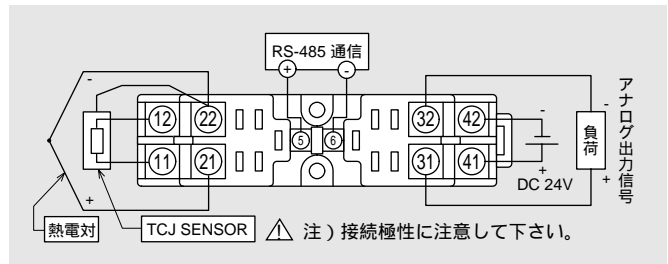 RS-485 通信
+ -
- 12 22 5 6 32 42 -
11 21 31 41
+ DC 24V +
負荷
- +
アナログ出力信号
熱電対
TCJ SENSOR
注)接続極性に注意して下さい。